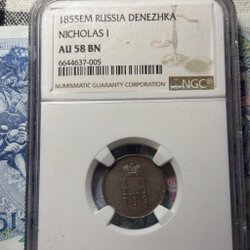 1855EM RUSSIA DENEZHKA
NICHOLAS I
AU 58 BN
6644637-005
NGC
NUMISMATIC GUARANTY CORPORATION